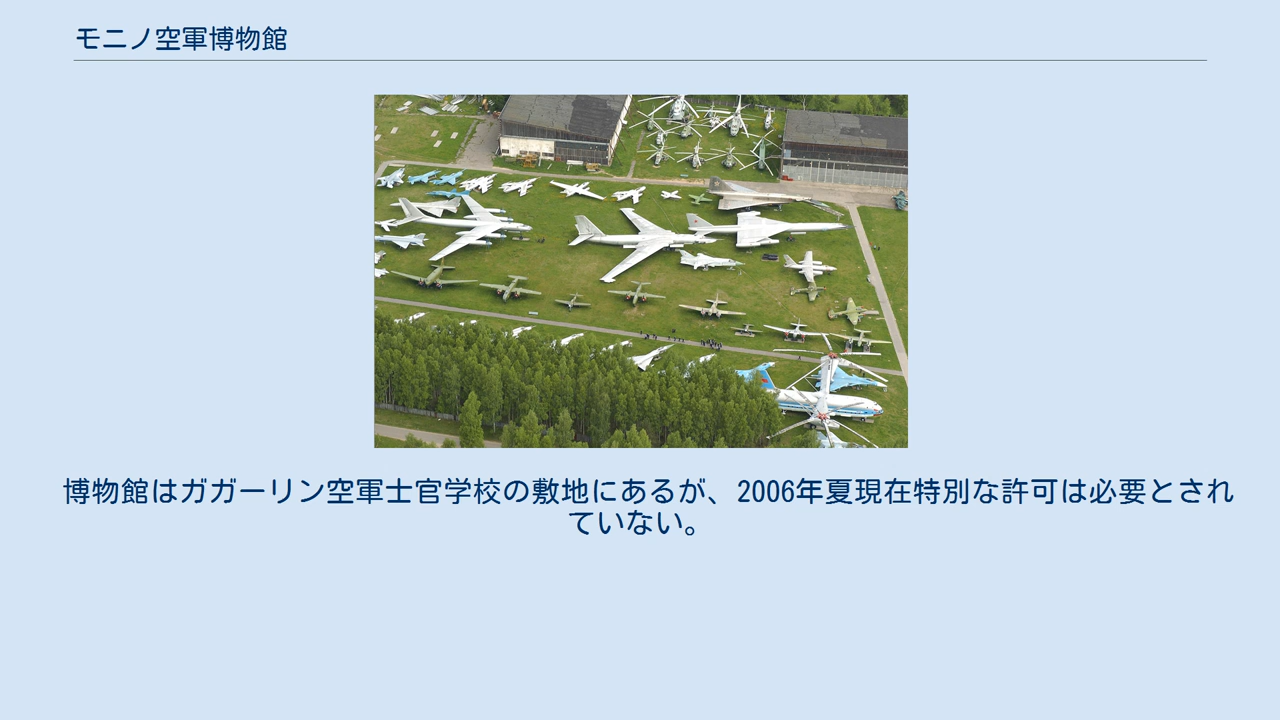 モニノ空軍博物館
博物館はガガーリン空軍士官学校の敷地にあるが、2006年夏現在特別な許可は必要とされ
ていない。